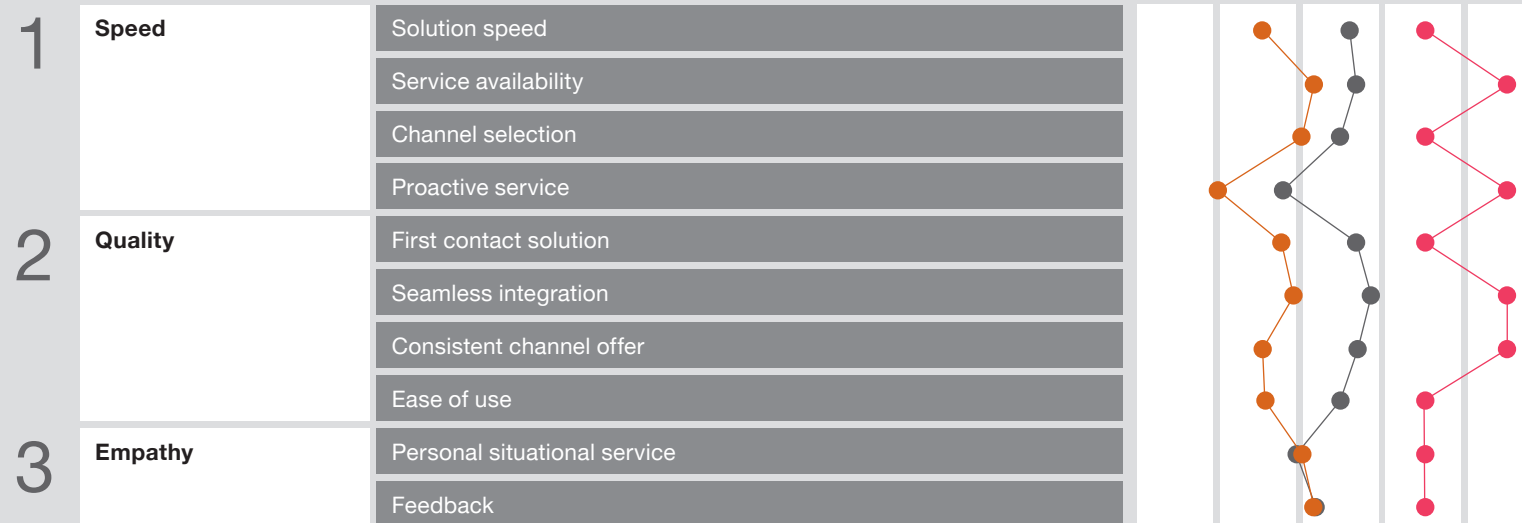 1
Speed
Solution speed
Service availability
Channel selection
Proactive service
2
Quality
First contact solution
Seamless integration
Consistent channel offer
Ease of use
3
Empathy
Personal situational service
Feedback